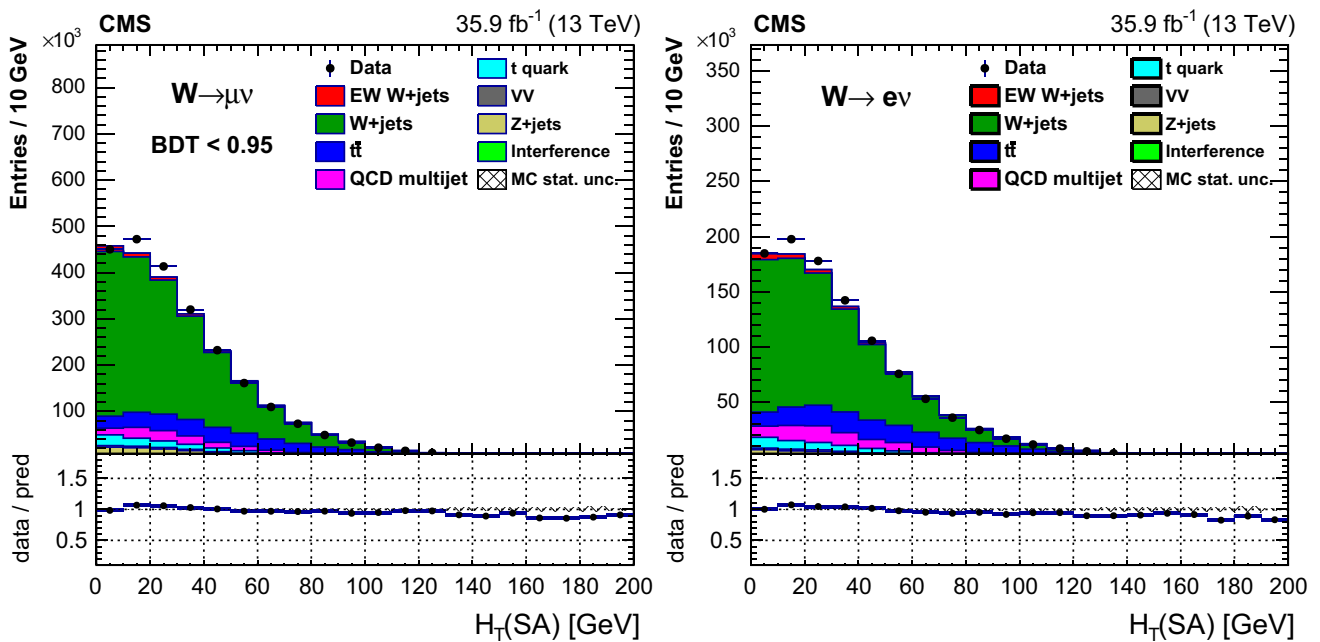 CMS 35.9 fb⁻¹ (13 TeV)
×10³
Entries / 10 GeV
800
700
600
500
400
300
200
100
W→μν
BDT < 0.95
Data
EW W+jets
W+jets
tt̄
QCD multijet
t quark
VV
Z+jets
Interference
MC stat. unc.
data / pred
1.5
1
0.5
0 20 40 60 80 100 120 140 160 180 200
H_T(SA) [GeV]
CMS 35.9 fb⁻¹ (13 TeV)
×10³
Entries / 10 GeV
350
300
250
200
150
100
50
W→ eν
Data
EW W+jets
W+jets
tt̄
QCD multijet
t quark
VV
Z+jets
Interference
MC stat. unc.
data / pred
1.5
1
0.5
0 20 40 60 80 100 120 140 160 180 200
H_T(SA) [GeV]